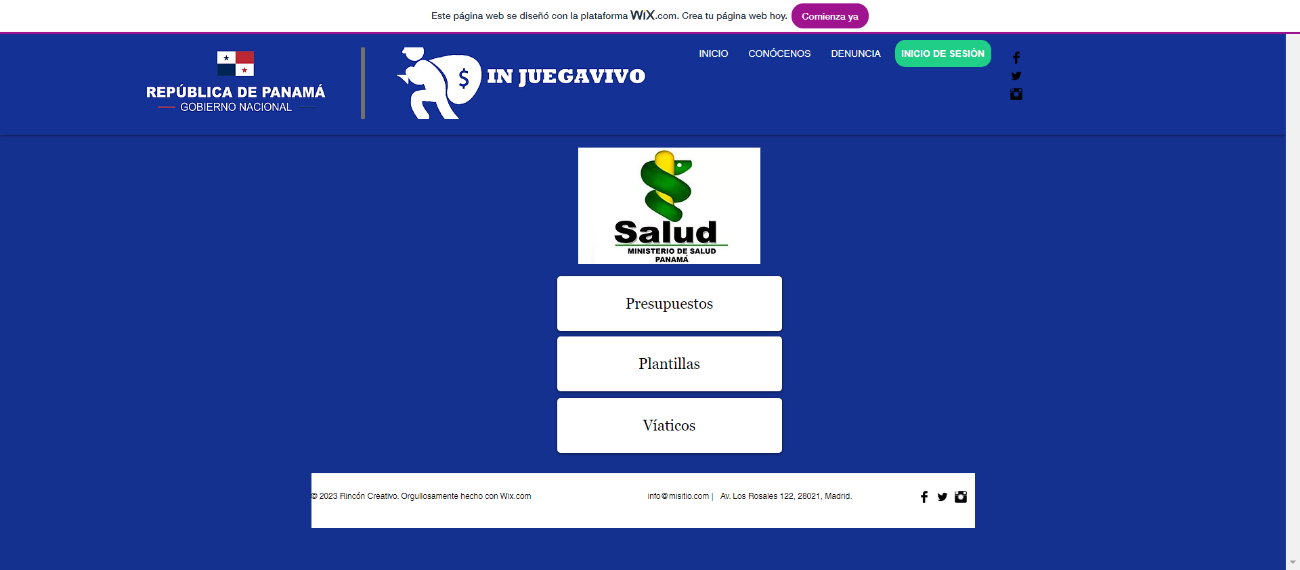 Este página web se diseñó con la plataforma WiX.com. Crea tu página web hoy. Comienza ya
INICIO CONÓCENOS DENUNCIA INICIO DE SESIÓN
$ IN JUEGAVIVO
REPÚBLICA DE PANAMÁ
GOBIERNO NACIONAL
Salud
MINISTERIO DE SALUD
PANAMÁ
Presupuestos
Plantillas
Víaticos
© 2023 Rincón Creativo. Orgullosamente hecho con Wix.com info@misitio.com | Av. Los Rosales 122, 28021, Madrid.